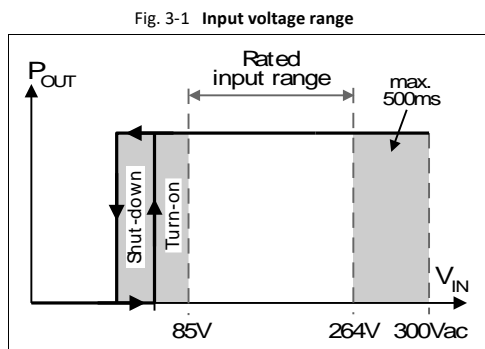 Fig. 3-1 Input voltage range
POUT
Rated
input range
max.
500ms
Shut-down
Turn-on
VIN
85V
264V
300Vac